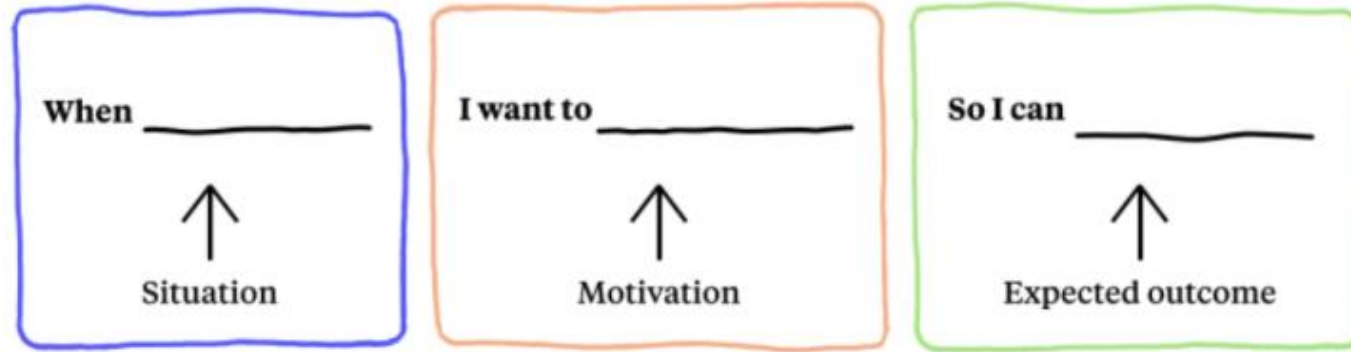 When
Situation
I want to
Motivation
So I can
Expected outcome